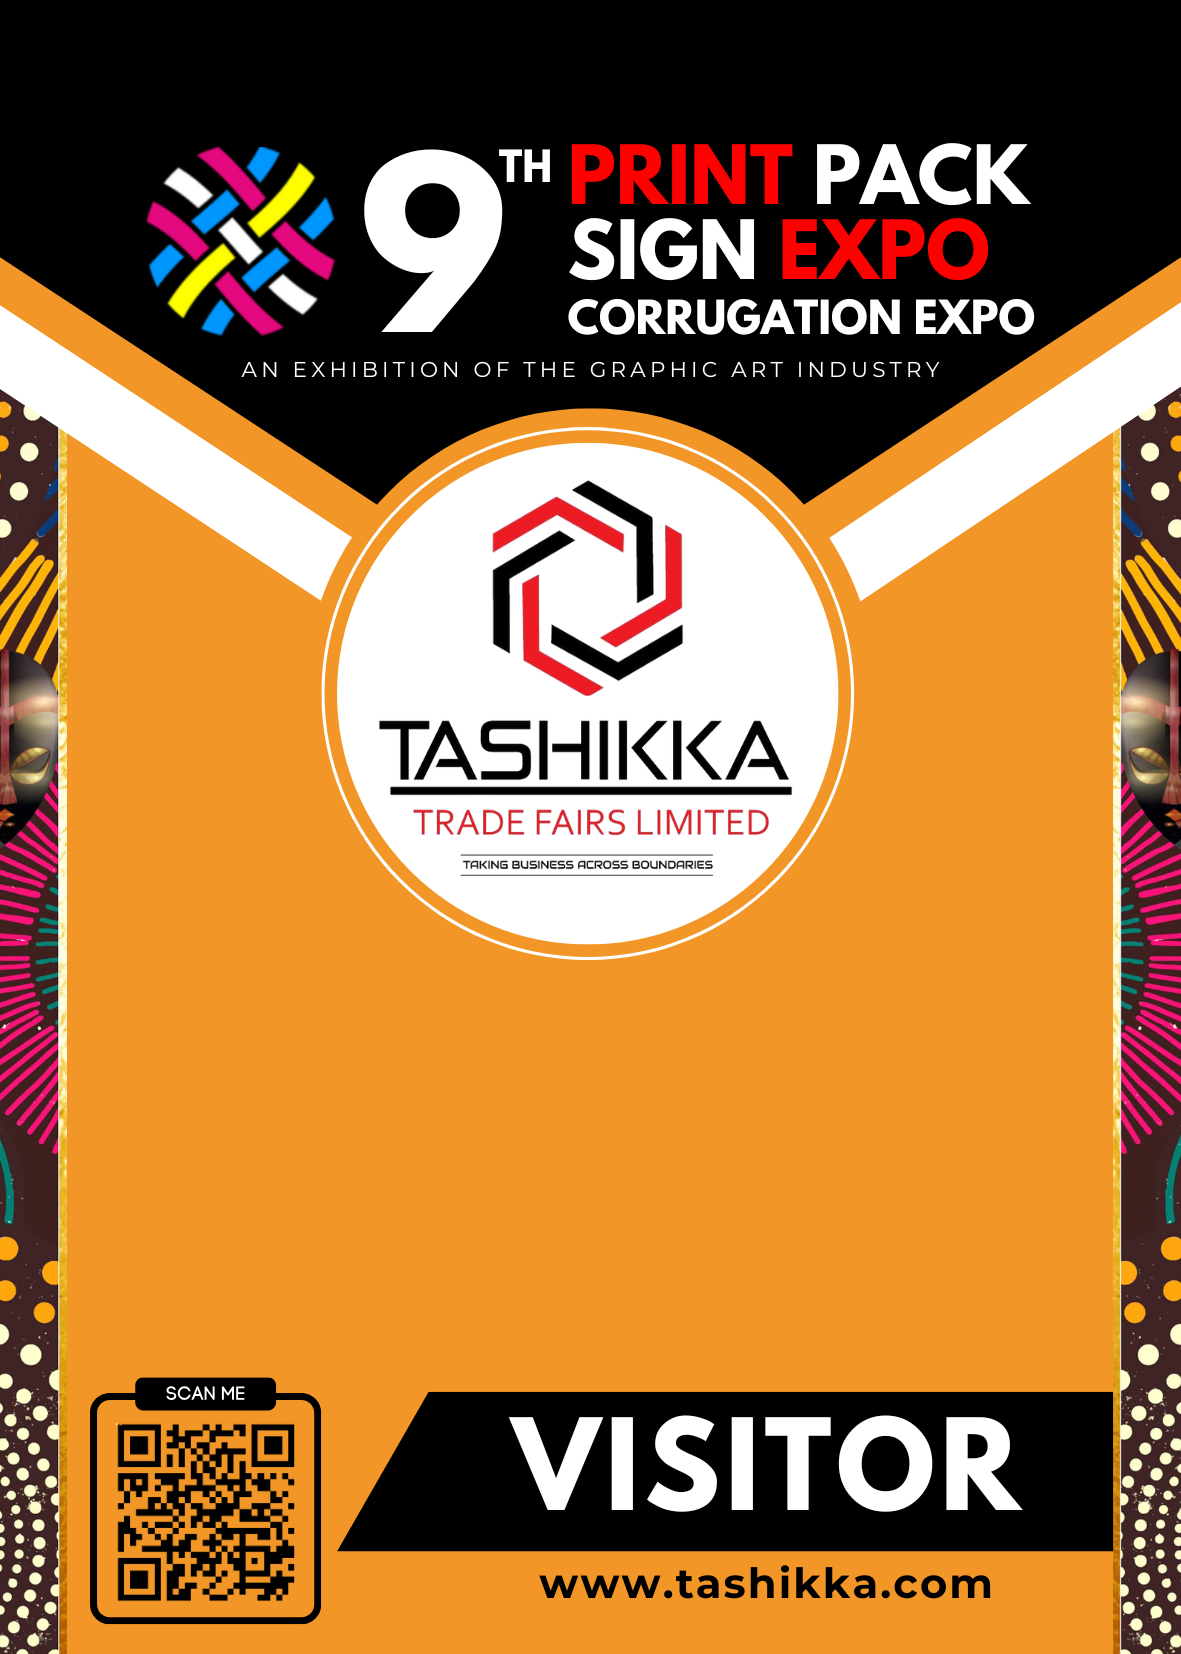 9TH PRINT PACK
SIGN EXPO
CORRUGATION EXPO
AN EXHIBITION OF THE GRAPHIC ART INDUSTRY
TASHIKKA
TRADE FAIRS LIMITED
TAKING BUSINESS ACROSS BOUNDARIES
SCAN ME
VISITOR
www.tashikka.com